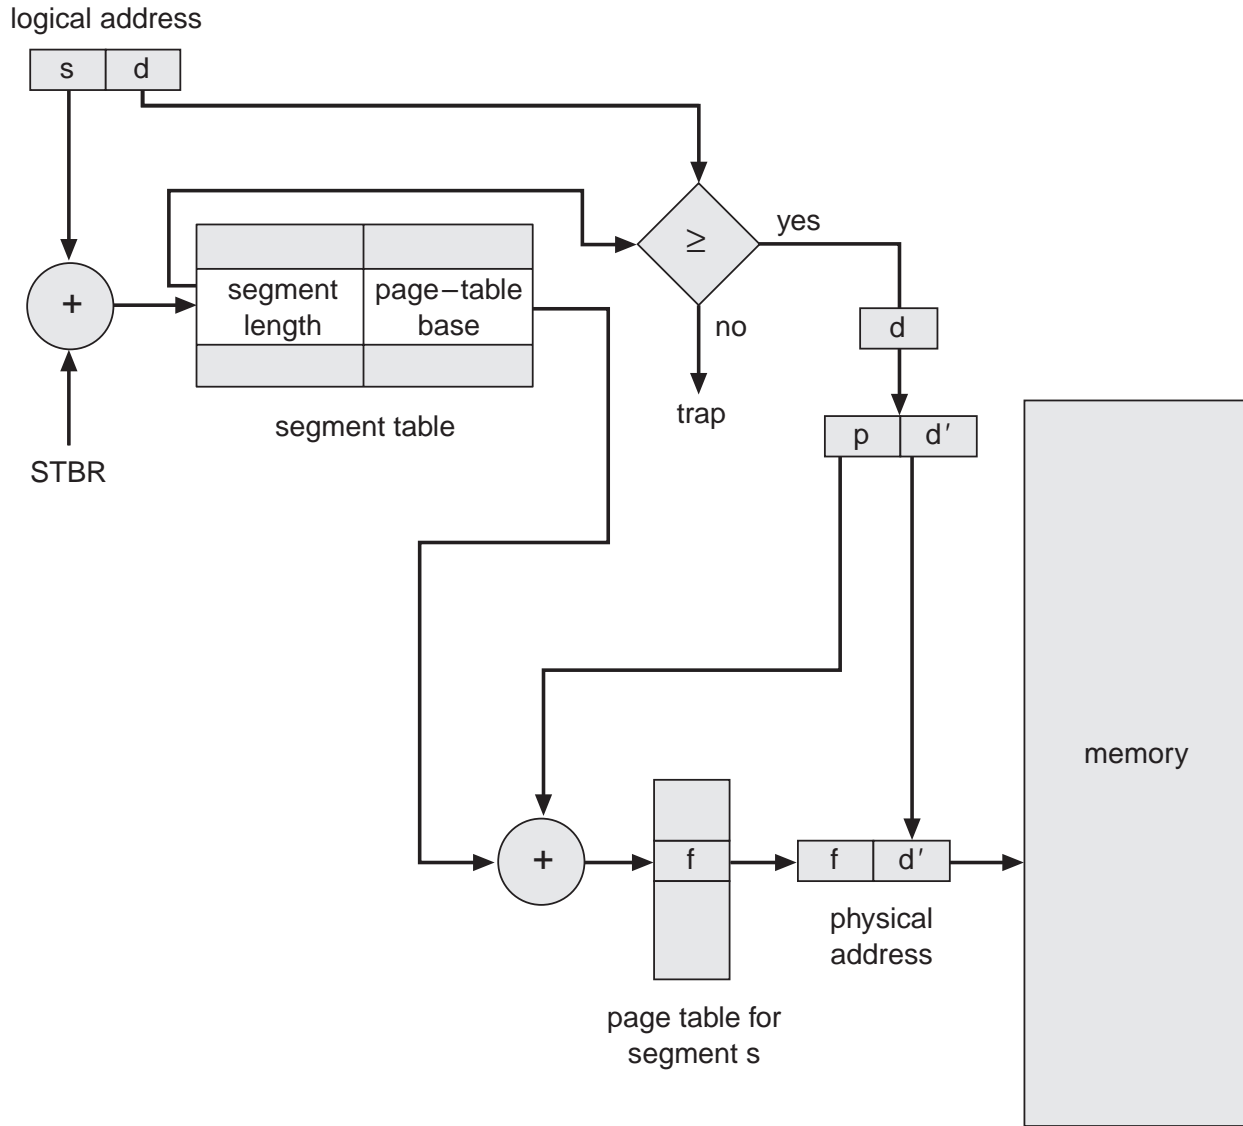 logical address
s d
≥
yes
+
segment length
page–table base
d
no
segment table
trap
p d′
STBR
memory
+
f
f d′
physical
address
page table for
segment s